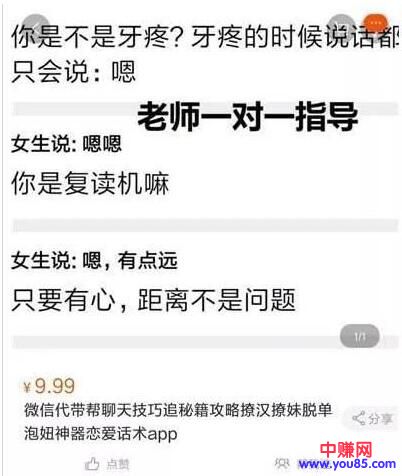 你是不是牙疼？牙疼的时候说话都
只会说：嗯
老师一对一指导
女生说：嗯嗯
你是复读机嘛
女生说：嗯，有点远
只要有心，距离不是问题
1/1
¥9.99
微信代带帮聊天技巧追秘籍攻略撩汉撩妹脱单
泡妞神器恋爱话术app
分享
点赞
中赚网
www.you85.com